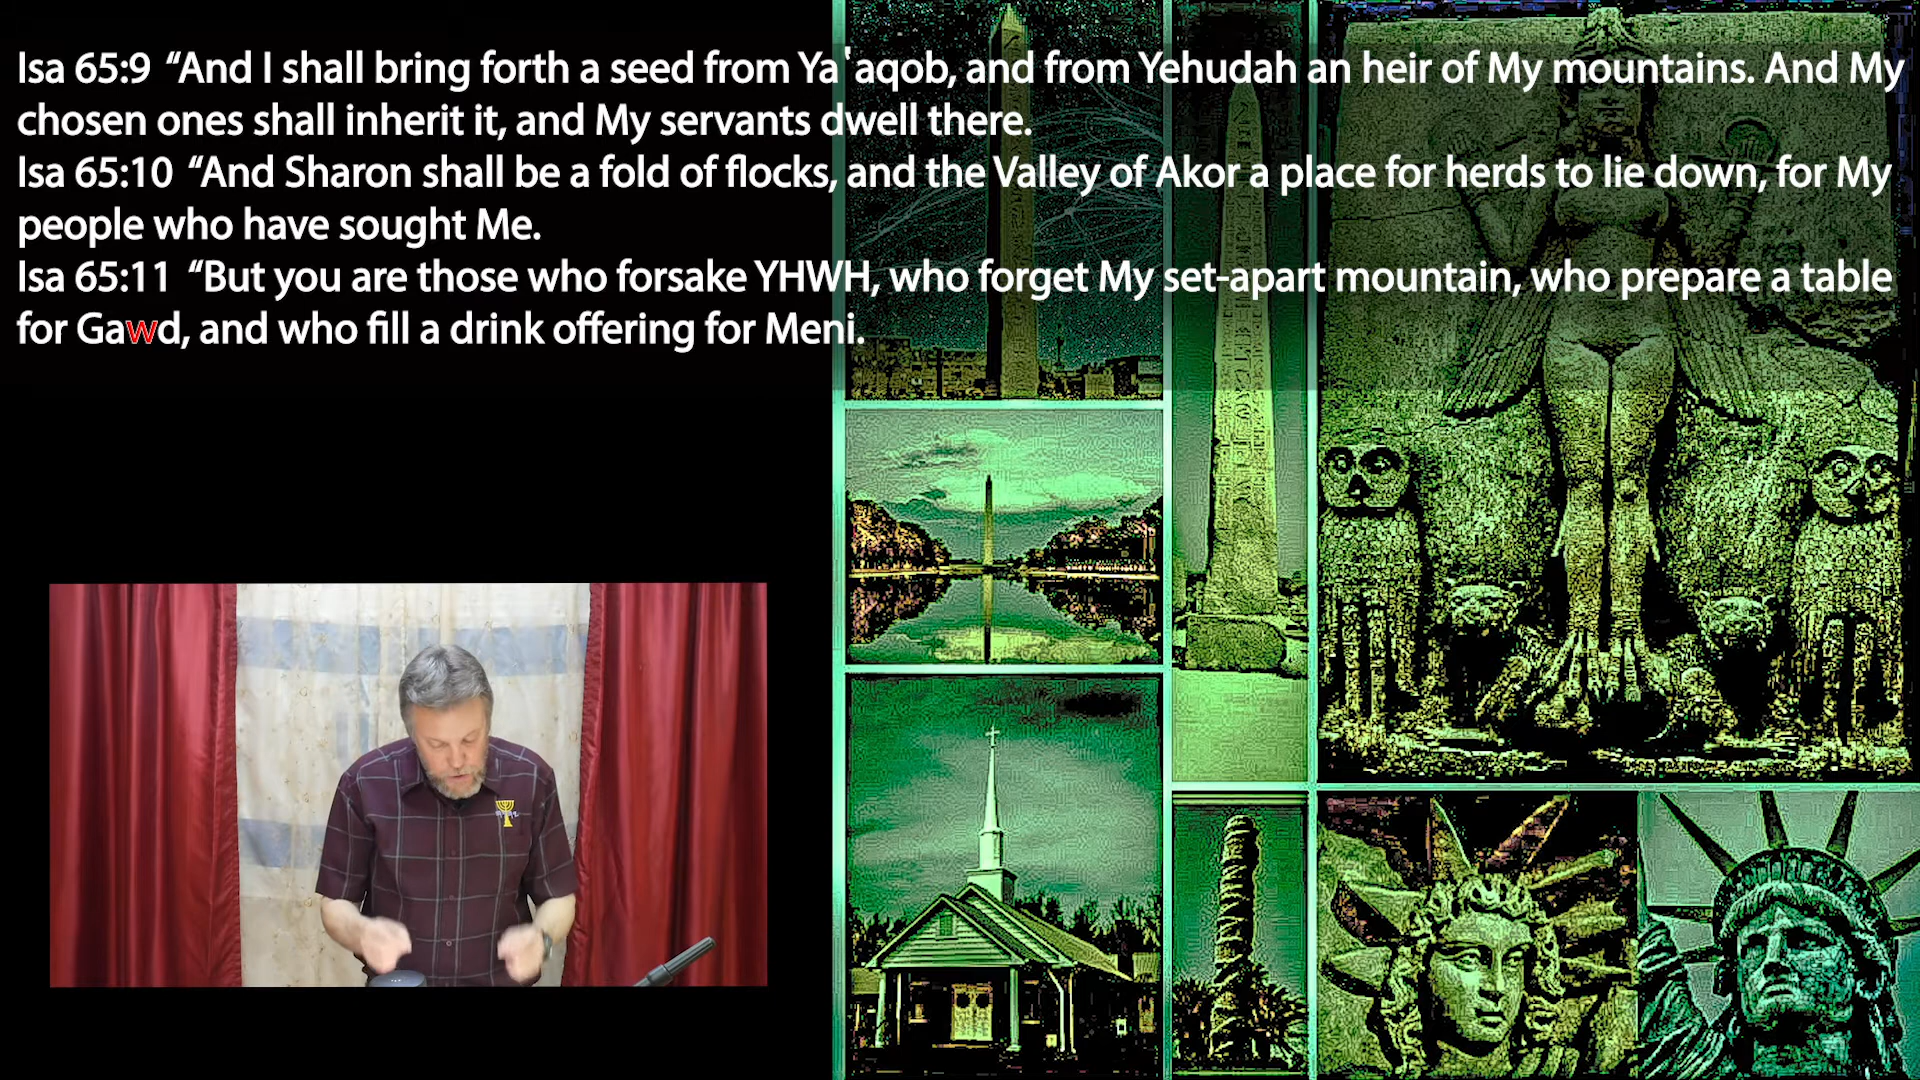 Isa 65:9 “And I shall bring forth a seed from Ya‛aqob, and from Yehudah an heir of My mountains. And My
chosen ones shall inherit it, and My servants dwell there.
Isa 65:10 “And Sharon shall be a fold of flocks, and the Valley of Akor a place for herds to lie down, for My
people who have sought Me.
Isa 65:11 “But you are those who forsake YHWH, who forget My set-apart mountain, who prepare a table
for Gawd, and who fill a drink offering for Meni.